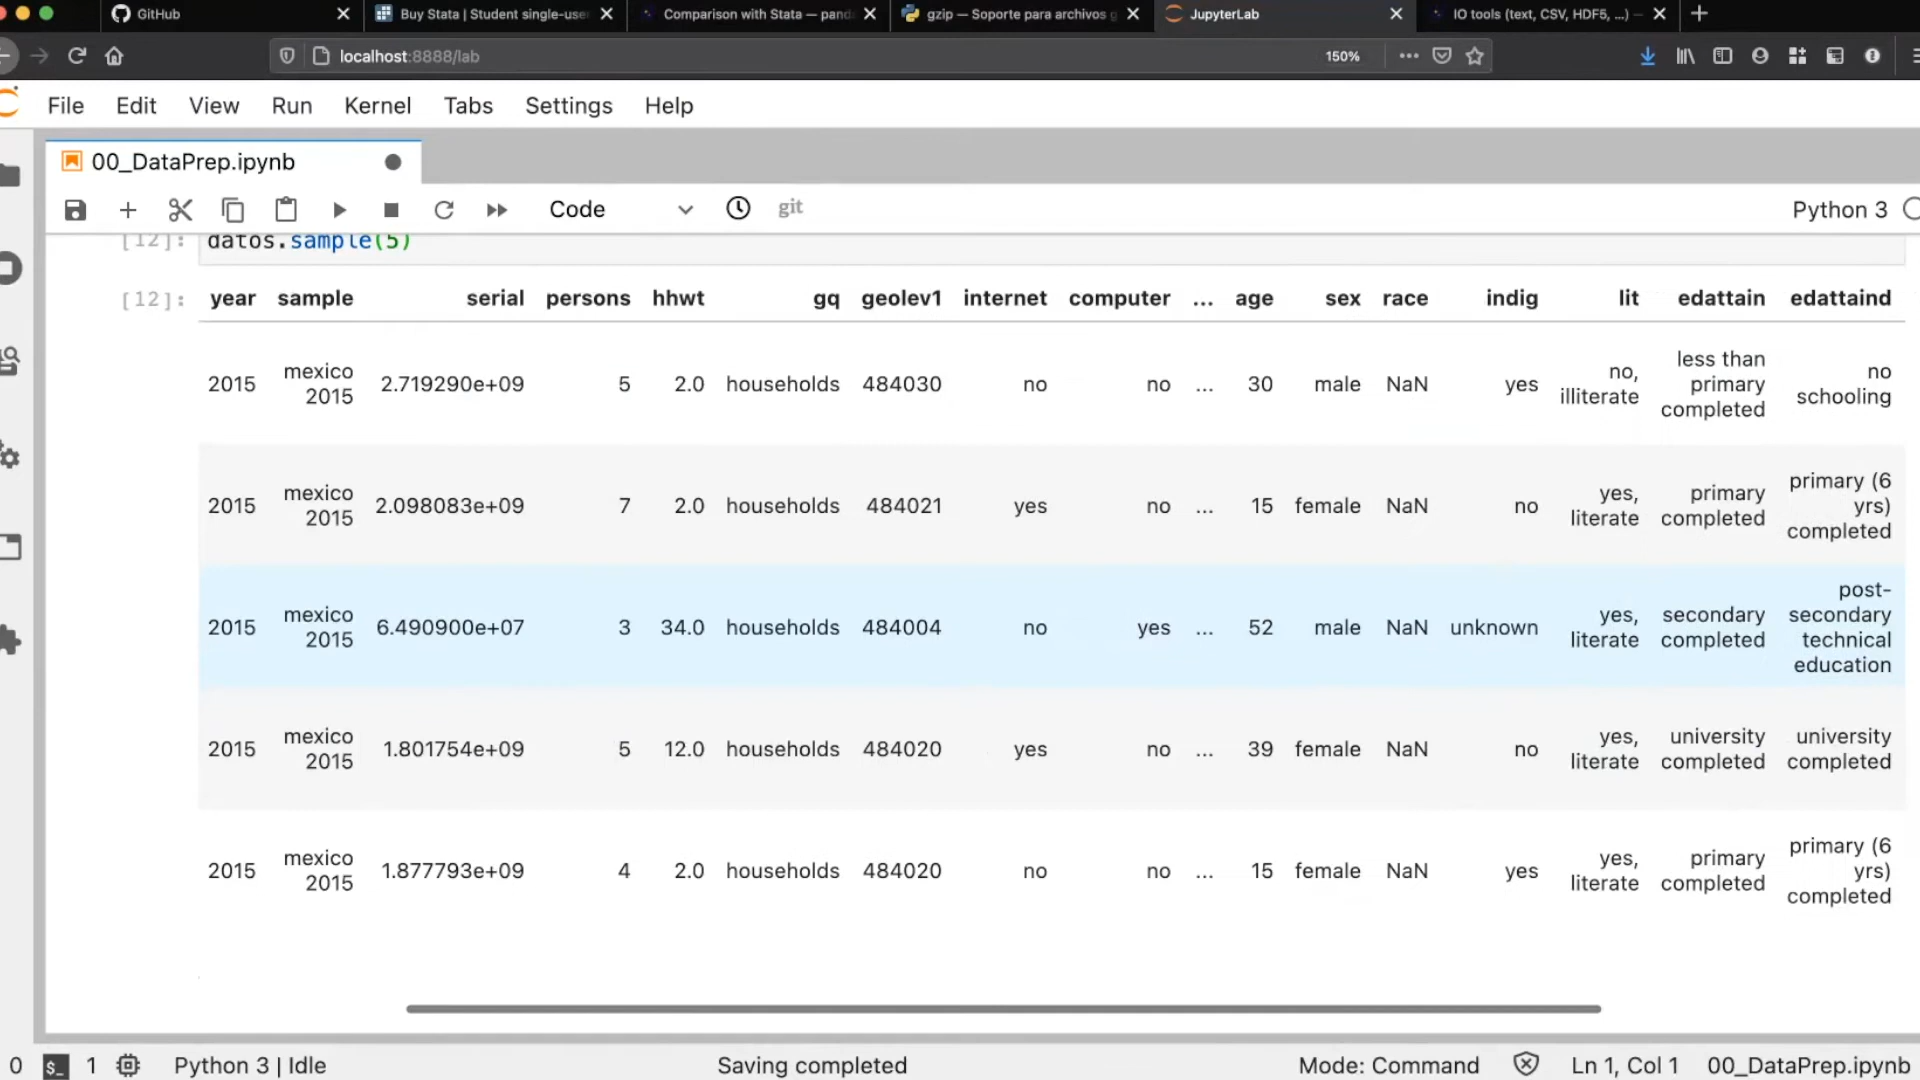 GitHub
Buy Stata | Student single-use
Comparison with Stata — pand
gzip — Soporte para archivos g
JupyterLab
IO tools (text, CSV, HDF5, ...) —
localhost:8888/lab
150%
File Edit View Run Kernel Tabs Settings Help
00_DataPrep.ipynb
Code
git
Python 3
[12]: datos.sample(5)
[12]: year sample serial persons hhwt gq geolev1 internet computer ... age sex race indig lit edattain edattaind
2015 mexico 2015 2.719290e+09 5 2.0 households 484030 no no ... 30 male NaN yes no, illiterate less than primary completed no schooling
2015 mexico 2015 2.098083e+09 7 2.0 households 484021 yes no ... 15 female NaN no yes, literate primary completed primary (6 yrs) completed
2015 mexico 2015 6.490900e+07 3 34.0 households 484004 no yes ... 52 male NaN unknown yes, literate secondary completed post-secondary technical education
2015 mexico 2015 1.801754e+09 5 12.0 households 484020 yes no ... 39 female NaN no yes, literate university completed university completed
2015 mexico 2015 1.877793e+09 4 2.0 households 484020 no no ... 15 female NaN yes yes, literate primary completed primary (6 yrs) completed
0 $_ 1 Python 3 | Idle Saving completed Mode: Command Ln 1, Col 1 00_DataPrep.ipynb